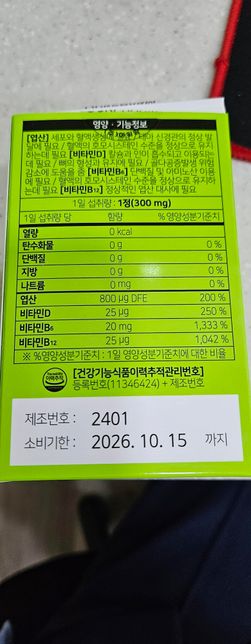 영양 · 기능정보
[엽산] 세포와 혈액생성에 태아 신경관의 정상 발
달에 필요 / 혈액의 호모시스테인 수준을 정상으로 유지
하는데 필요 [비타민D] 칼슘과 인이 흡수되고 이용되는
데 필요 / 뼈의 형성과 유지에 필요 / 골다공증발생 위험
감소에 도움을 줌 [비타민B₆] 단백질 및 아미노산 이용
에 필요 / 혈액의 호모시스테인 수준을 정상으로 유지하
는데 필요 [비타민B₁₂] 정상적인 엽산 대사에 필요
1일 섭취량 : 1정(300 mg)
1일 섭취량 당 함량 %영양성분기준치
열량 0 kcal
탄수화물 0 g 0 %
단백질 0 g 0 %
지방 0 g 0 %
나트륨 0 mg 0 %
엽산 800 ㎍ DFE 200 %
비타민D 25 ㎍ 250 %
비타민B₆ 20 mg 1,333 %
비타민B₁₂ 25 ㎍ 1,042 %
※ %영양성분기준치 : 1일 영양성분기준치에 대한 비율
[건강기능식품이력추적관리번호]
이력추적 등록번호(11346424) + 제조번호
제조번호 : 2401
소비기한 : 2026. 10. 15 까지